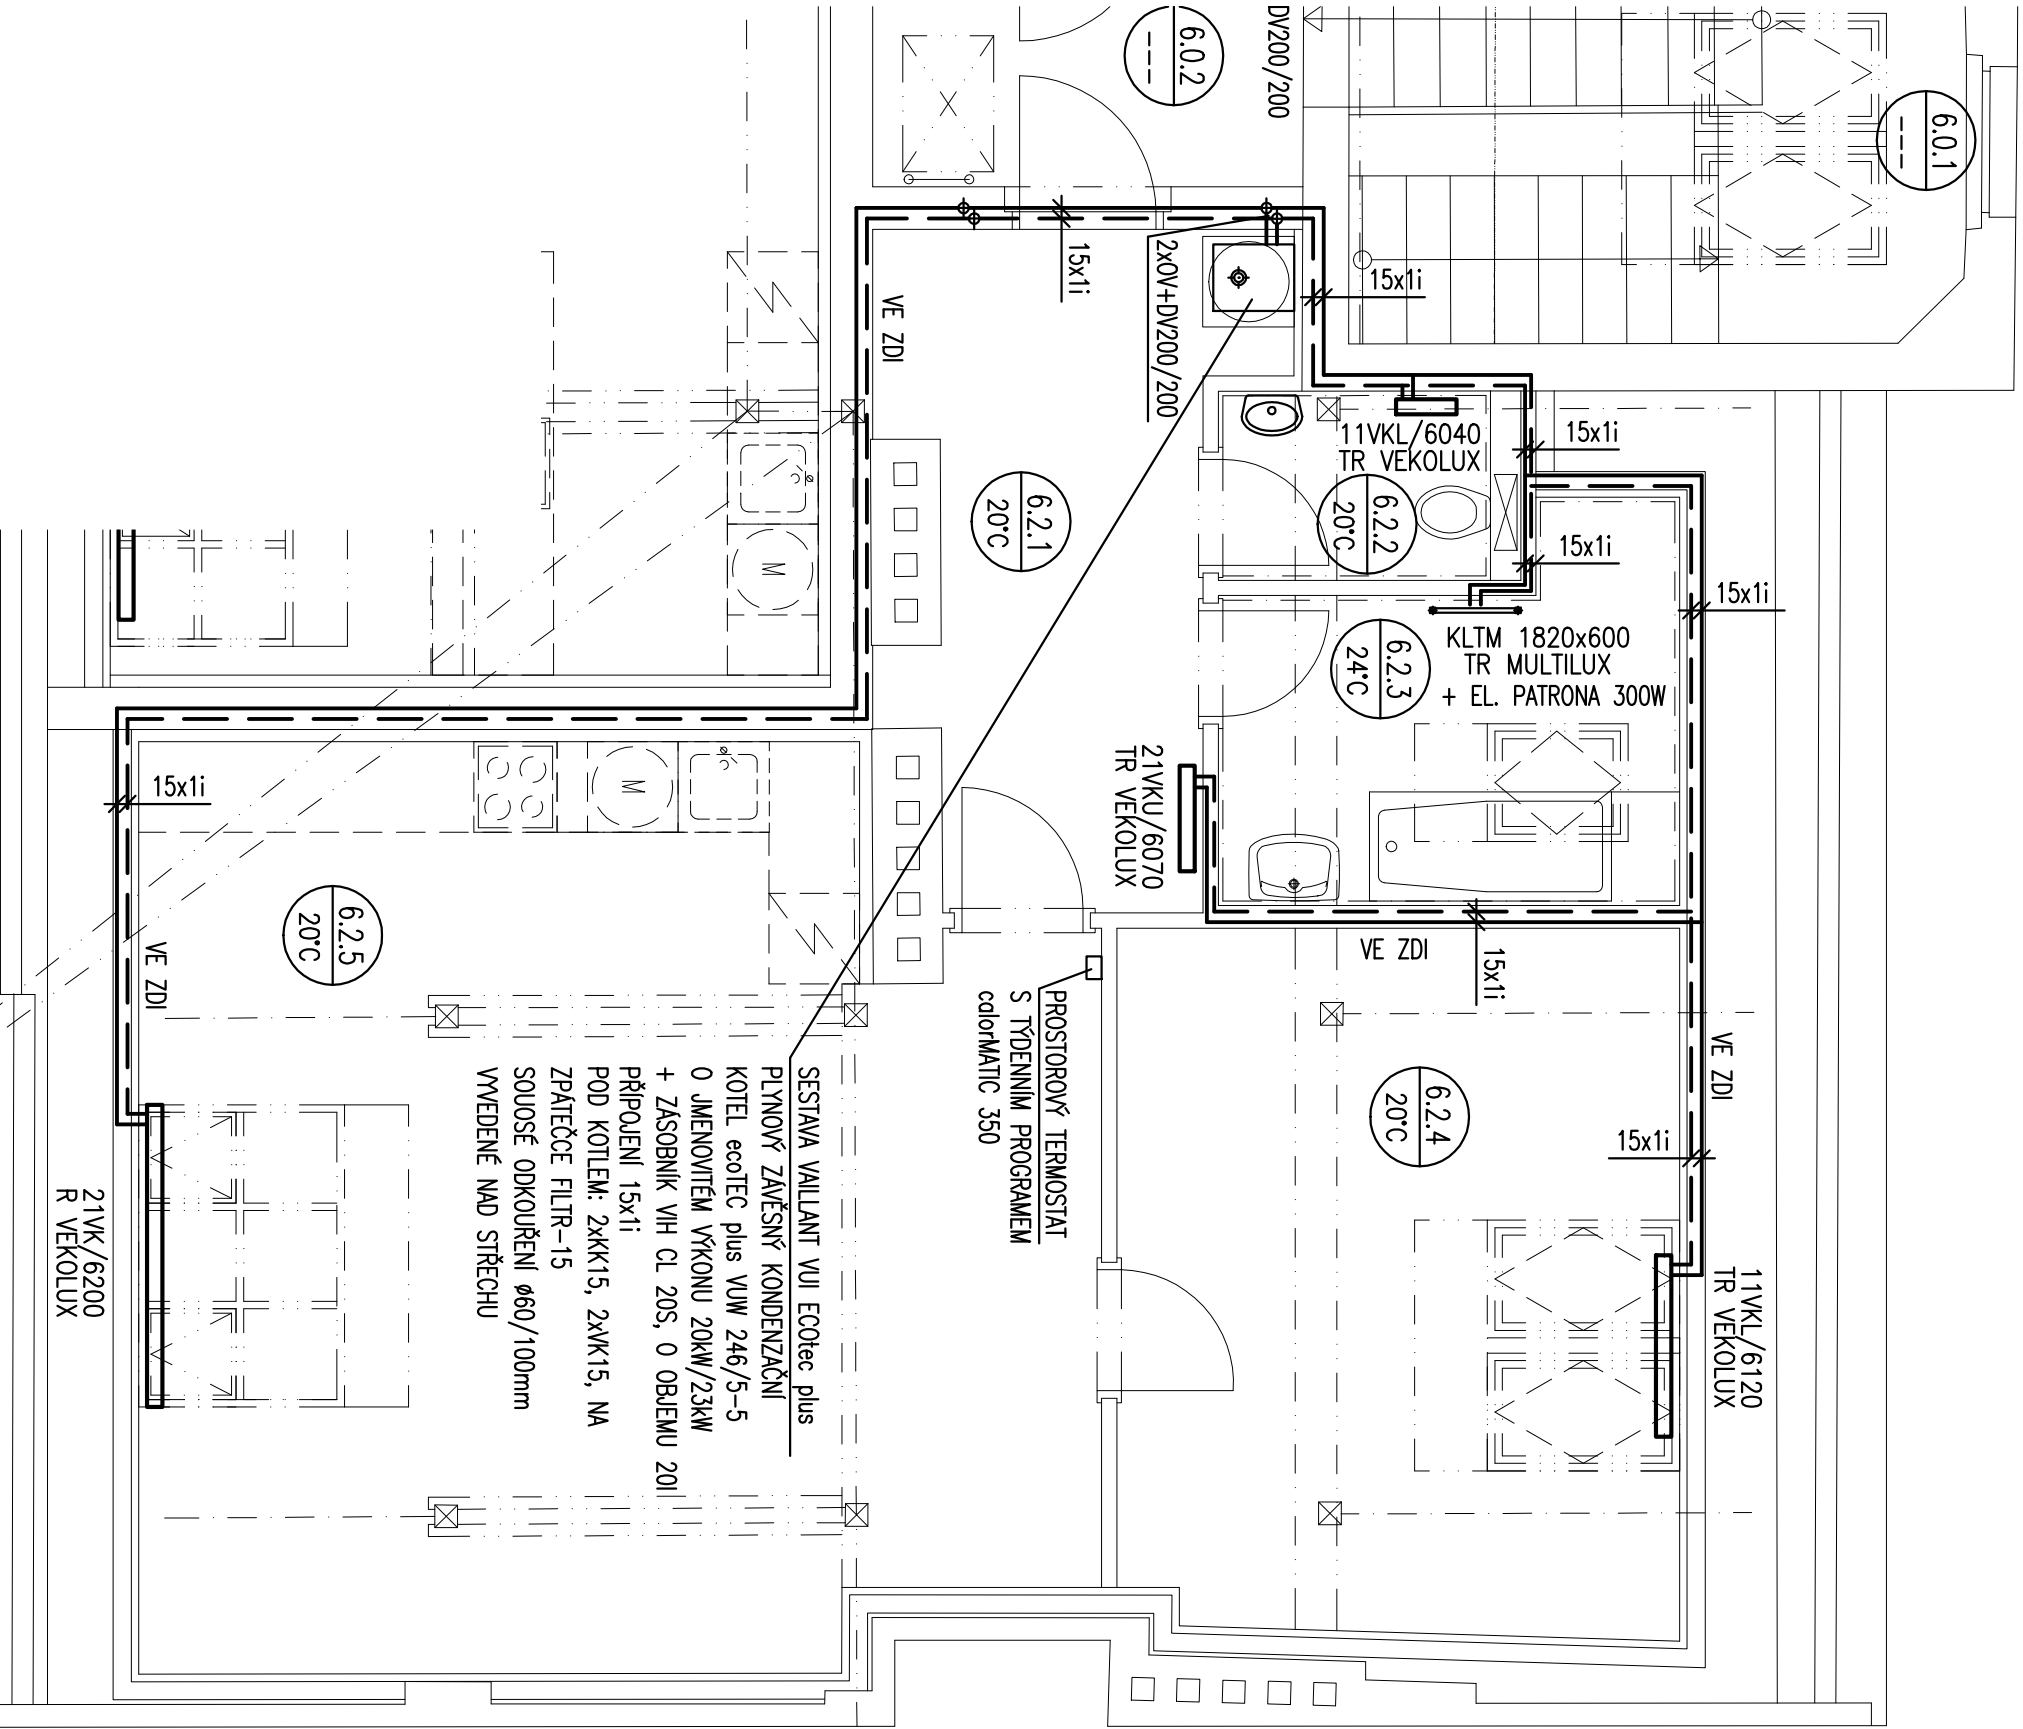 6.0.1
---
6.0.2
---
DV200/200
15x1i
15x1i
2xOV+DV200/200
VE ZDI
15x1i
11VKL/6040
TR VEKOLUX
6.2.1
20°C
6.2.2
20°C
15x1i
15x1i
M
KLTM 1820x600
TR MULTILUX
+ EL. PATRONA 300W
6.2.3
24°C
21VKU/6070
TR VEKOLUX
15x1i
M
6.2.5
20°C
VE ZDI
VE ZDI
15x1i
VE ZDI
PROSTOROVÝ TERMOSTAT
S TÝDENNÍM PROGRAMEM
calorMATIC 350
6.2.4
20°C
15x1i
SESTAVA VAILLANT VUI ECOtec plus
PLYNOVÝ ZÁVĚSNÝ KONDENZAČNÍ
KOTEL ecoTEC plus VUW 246/5-5
O JMENOVITÉM VÝKONU 20kW/23kW
+ ZÁSOBNÍK VIH CL 20S, O OBJEMU 20l
PŘÍPOJENÍ 15x1i
POD KOTLEM: 2xKK15, 2xVK15, NA
ZPÁTEČCE FILTR-15
SOUOSÉ ODKOUŘENÍ ø60/100mm
VYVEDENÉ NAD STŘECHU
21VK/6200
R VEKOLUX
11VKL/6120
TR VEKOLUX